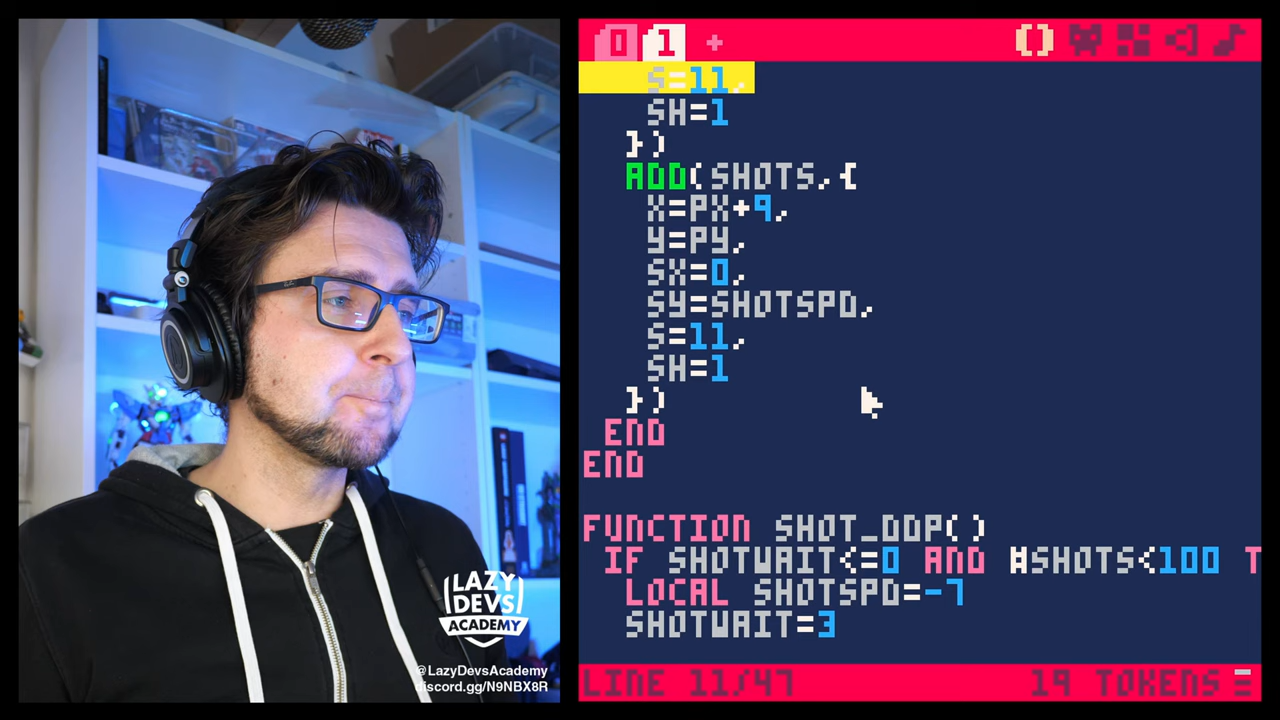 0 1 +
S=11,
SH=1
})
ADD(SHOTS,{
X=PX+9,
Y=PY,
SX=0,
SY=SHOTSPD,
S=11,
SH=1
})
END
END
FUNCTION SHOT_DDP()
IF SHOTWAIT<=0 AND #SHOTS<100 T
LOCAL SHOTSPD=-7
SHOTWAIT=3
LINE 11/47
19 TOKENS
LAZY
DEVS
ACADEMY
@LazyDevsAcademy
discord.gg/N9NBX8R